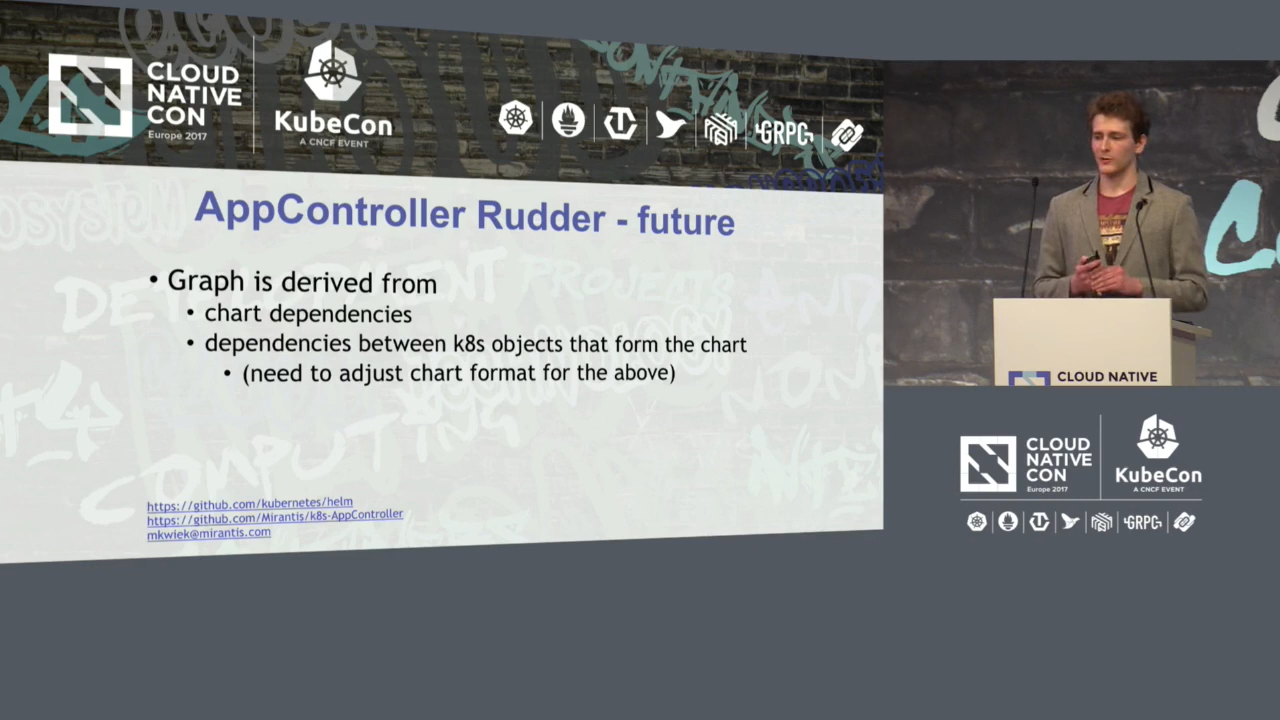 CLOUD
NATIVE
CON
Europe 2017
KubeCon
A CNCF EVENT
GRPC
AppController Rudder - future
• Graph is derived from
• chart dependencies
• dependencies between k8s objects that form the chart
• (need to adjust chart format for the above)
https://github.com/kubernetes/helm
https://github.com/Mirantis/k8s-AppController
mkwiek@mirantis.com
CLOUD NATIVE
CLOUD
NATIVE
CON
Europe 2017
KubeCon
A CNCF EVENT
GRPC